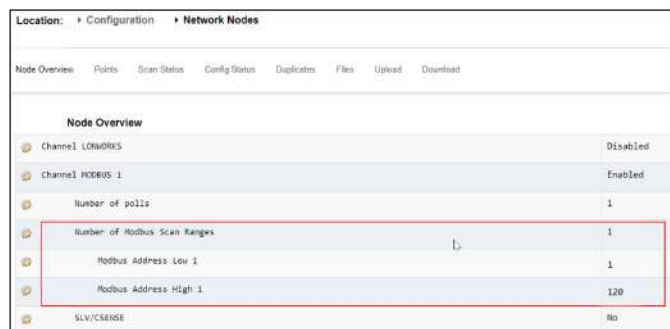 Location: Configuration Network Nodes
Node Overview Points Scan Status Config Status Duplicates Files Upload Download
Node Overview
Channel LONWORKS Disabled
Channel MODBUS 1 Enabled
Number of polls 1
Number of Modbus Scan Ranges 1
Modbus Address Low 1 1
Modbus Address High 1 120
SLV/CSENSE No